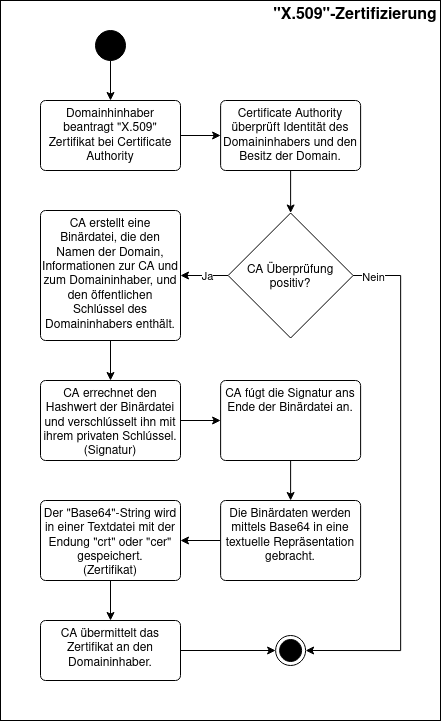 "X.509"-Zertifizierung
Domainhinhaber
beantragt "X.509"
Zertifikat bei Certificate
Authority
Certificate Authority
überprüft Identität des
Domaininhabers und den
Besitz der Domain.
CA Überprüfung
positiv?
Ja
Nein
CA erstellt eine
Binärdatei, die den
Namen der Domain,
Informationen zur CA und
zum Domaininhaber, und
den öffentlichen
Schlüssel des
Domaininhabers enthält.
CA errechnet den
Hashwert der Binärdatei
und verschlüsselt ihn mit
ihrem privaten Schlüssel.
(Signatur)
CA fügt die Signatur ans
Ende der Binärdatei an.
Die Binärdaten werden
mittels Base64 in eine
textuelle Repräsentation
gebracht.
Der "Base64"-String wird
in einer Textdatei mit der
Endung "crt" oder "cer"
gespeichert.
(Zertifikat)
CA übermittelt das
Zertifikat an den
Domaininhaber.